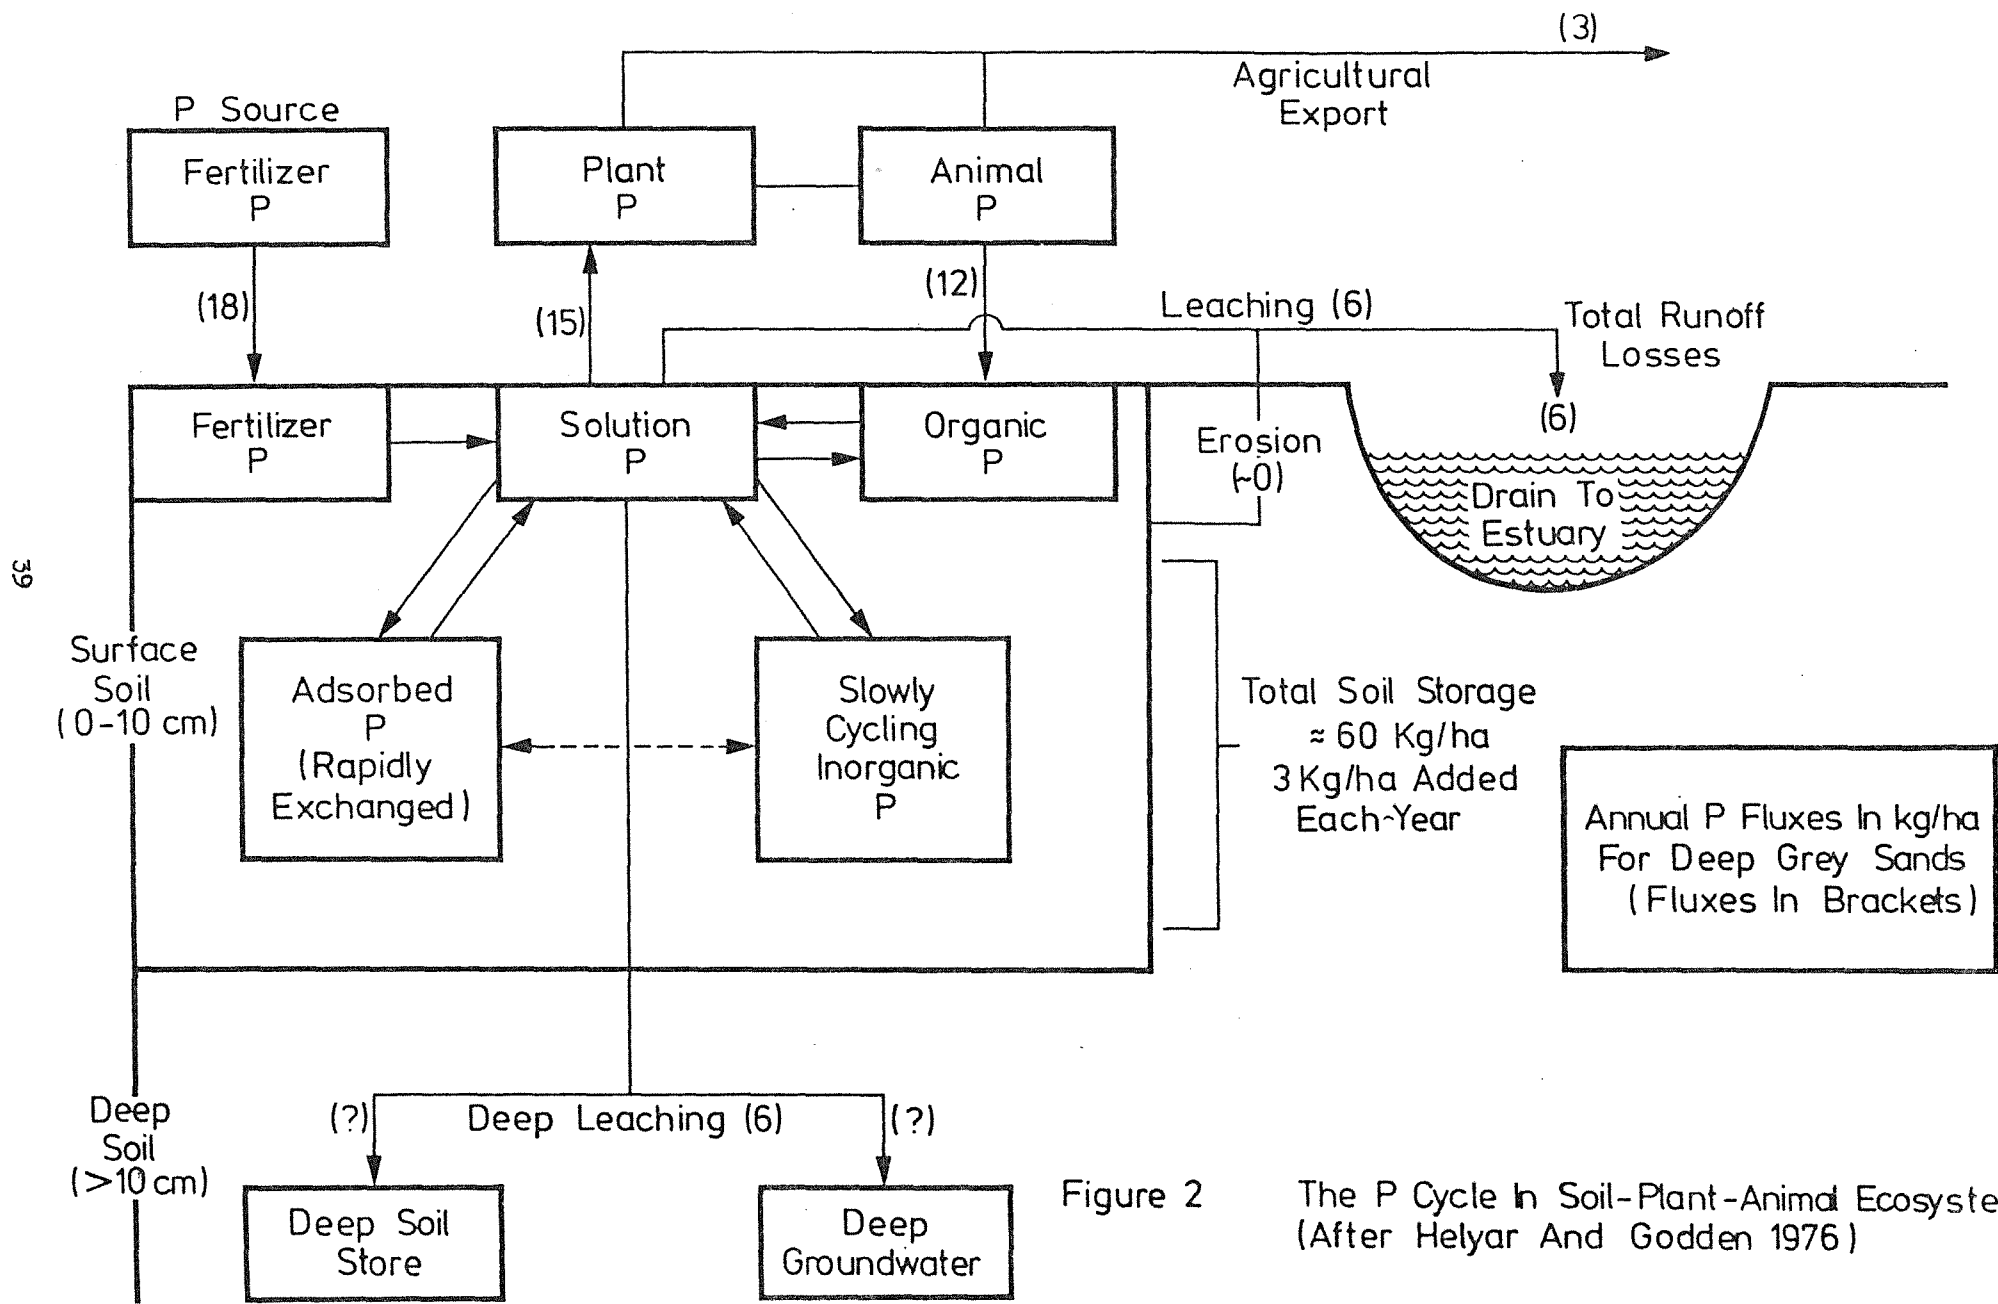 (3)
Agricultural
Export
P Source
Fertilizer
P
Plant
P
Animal
P
(18)
(15)
(12)
Leaching (6)
Total Runoff
Losses
(6)
Fertilizer
P
Solution
P
Organic
P
Erosion
(~0)
Drain To
Estuary
39
Surface
Soil
(0-10 cm)
Adsorbed
P
(Rapidly
Exchanged)
Slowly
Cycling
Inorganic
P
Total Soil Storage
≈ 60 Kg/ha
3 Kg/ha Added
Each-Year
Annual P Fluxes In kg/ha
For Deep Grey Sands
(Fluxes In Brackets)
Deep
Soil
(>10 cm)
(?)
Deep Leaching (6)
(?)
Deep Soil
Store
Deep
Groundwater
Figure 2
The P Cycle In Soil-Plant-Animal Ecosyste
(After Helyar And Godden 1976)